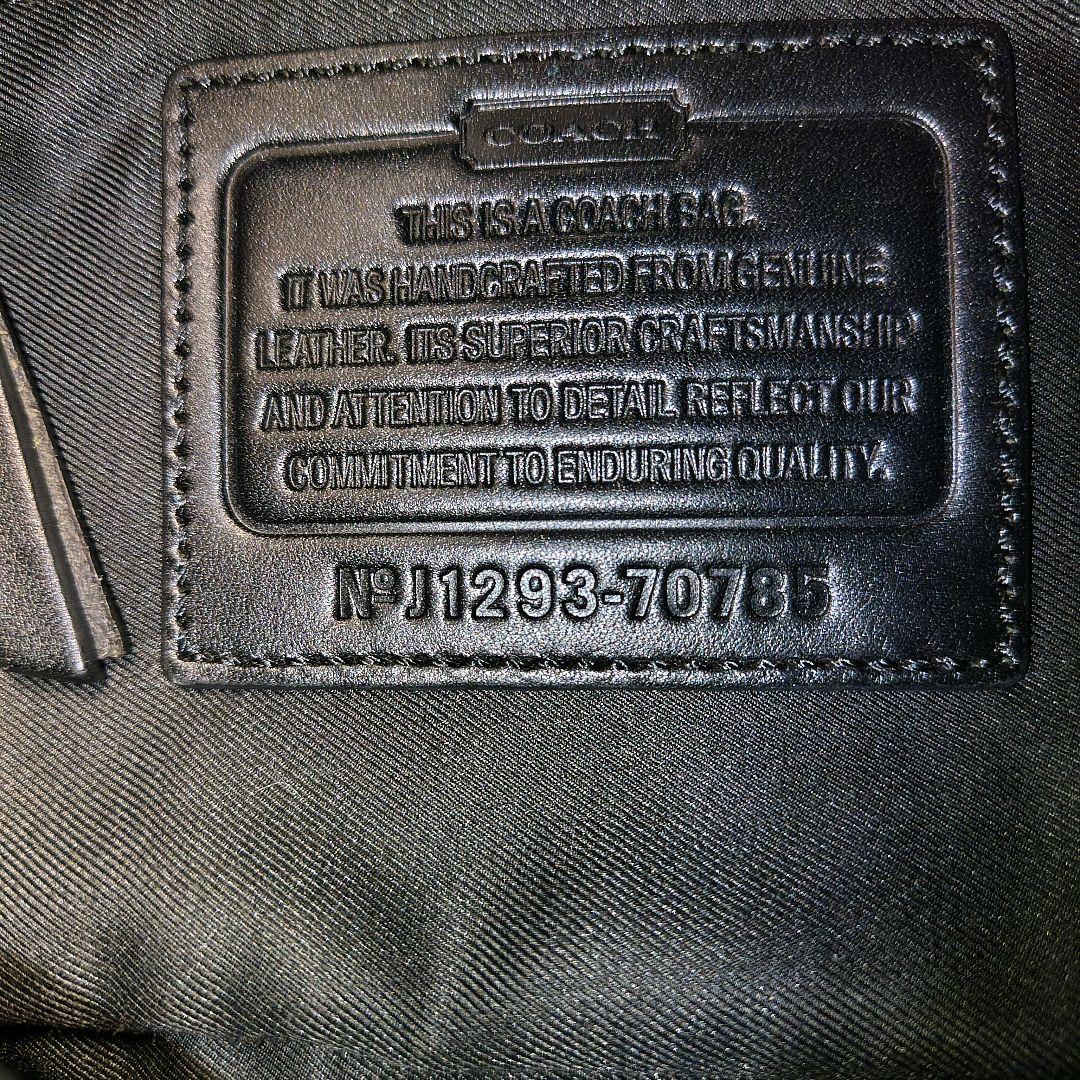 COACH
THIS IS A COACH BAG.
IT WAS HANDCRAFTED FROM GENUINE
LEATHER. ITS SUPERIOR CRAFTSMANSHIP
AND ATTENTION TO DETAIL REFLECT OUR
COMMITMENT TO ENDURING QUALITY.
Nº J1293-70785